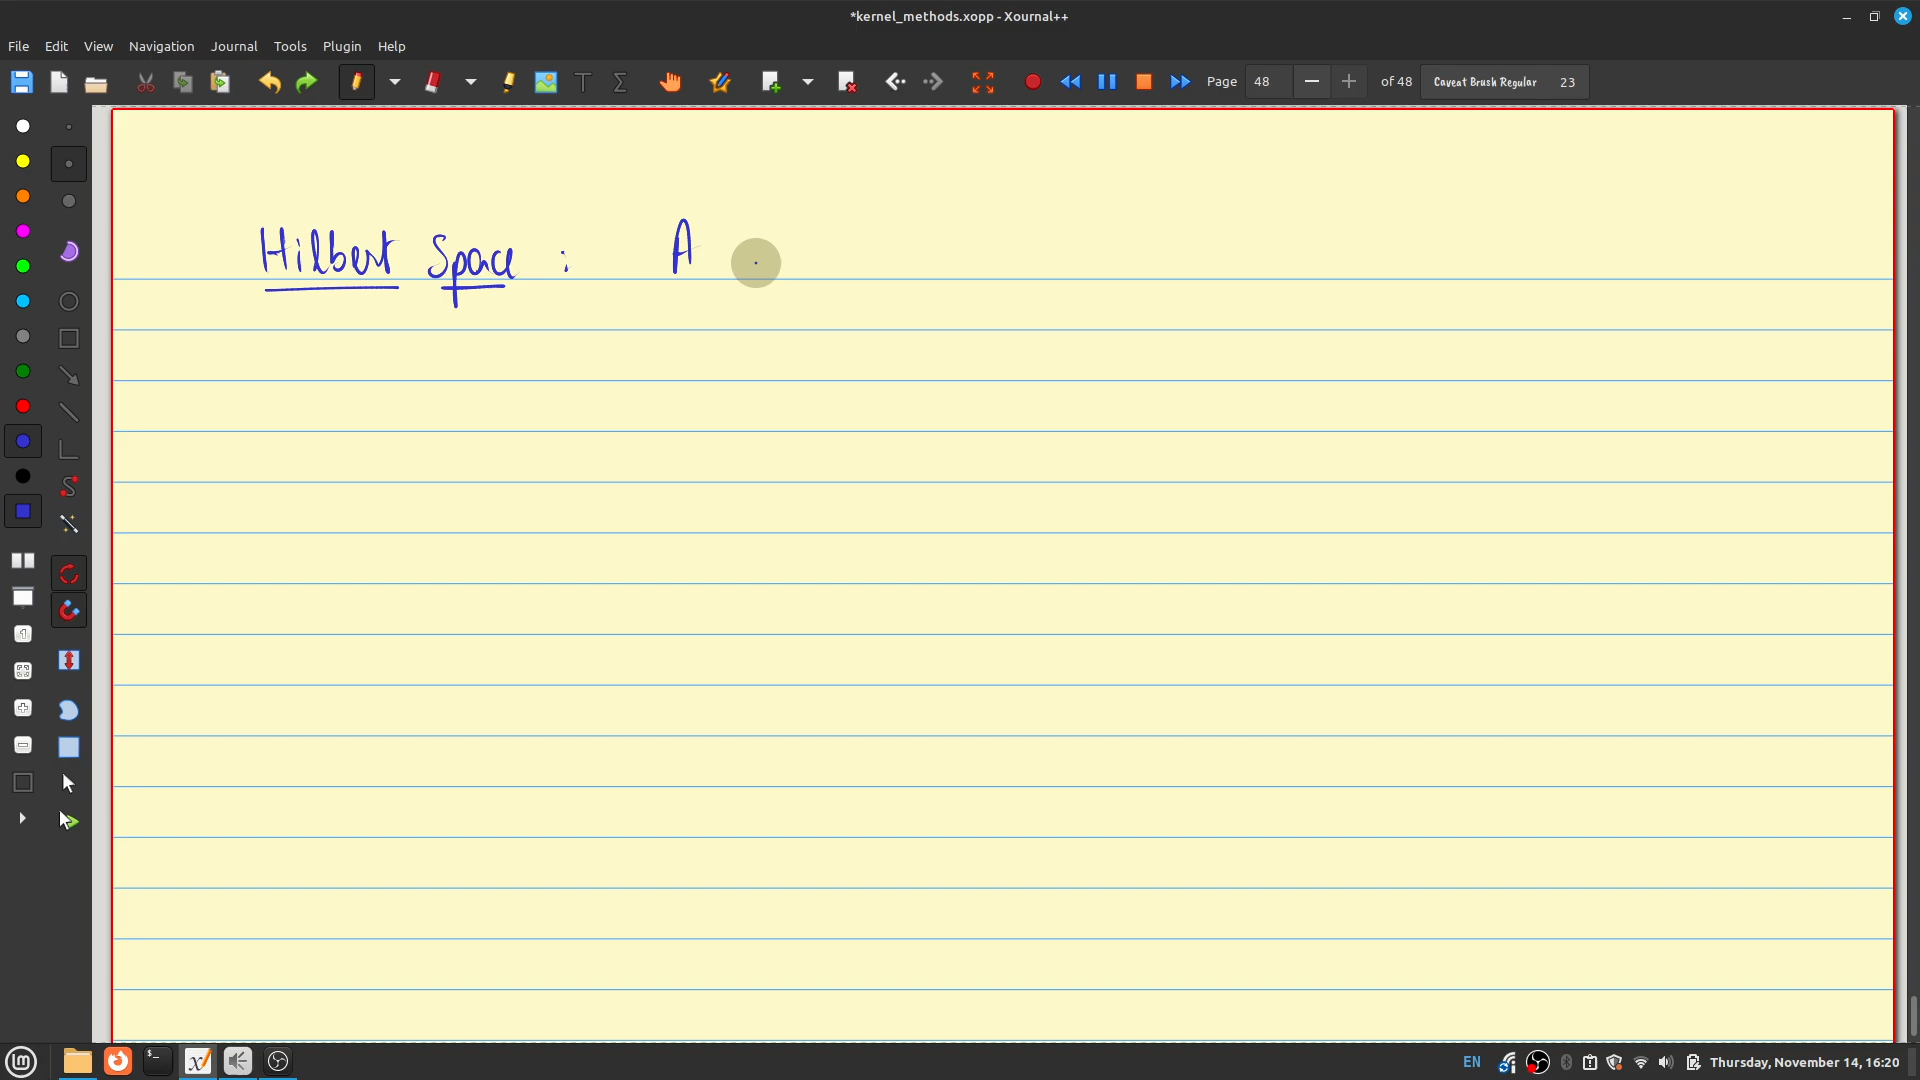 *kernel_methods.xopp - Xournal++
File Edit View Navigation Journal Tools Plugin Help
Page 48 of 48 Caveat Brush Regular 23
Hilbert Space : A
EN Thursday, November 14, 16:20